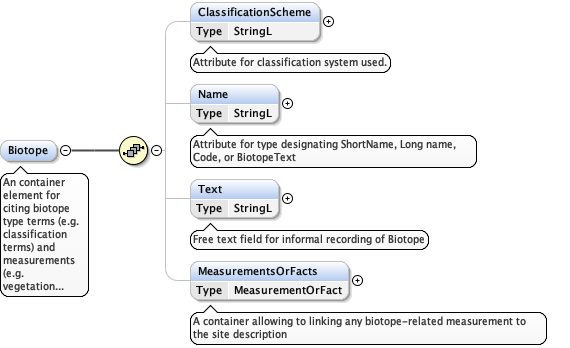 ClassificationScheme
Type StringL
Attribute for classification system used.
Name
Type StringL
Attribute for type designating ShortName, Long name,
Code, or BiotopeText
Biotope
An container
element for
citing biotope
type terms (e.g.
classification
terms) and
measurements
(e.g.
vegetation...
Text
Type StringL
Free text field for informal recording of Biotope
MeasurementsOrFacts
Type MeasurementOrFact
A container allowing to linking any biotope-related measurement to
the site description